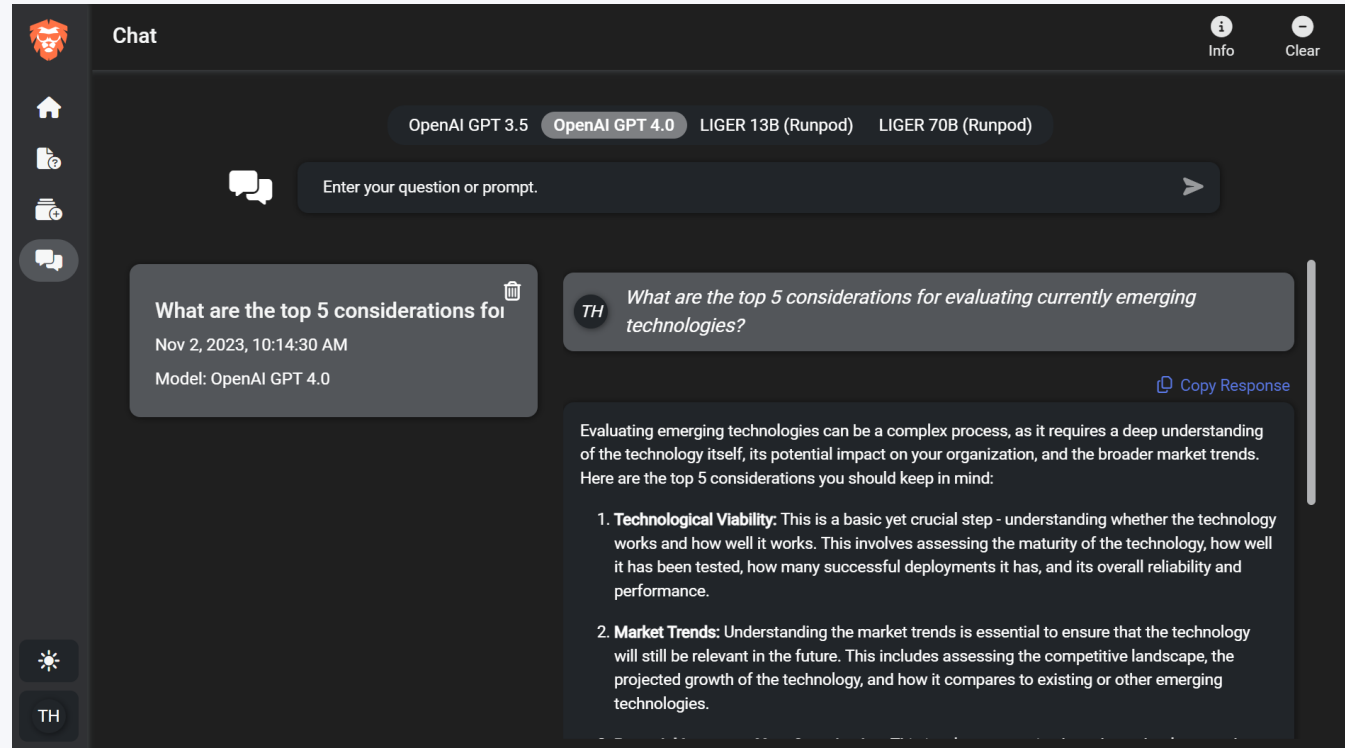 Chat
Info
Clear
OpenAI GPT 3.5
OpenAI GPT 4.0
LIGER 13B (Runpod)
LIGER 70B (Runpod)
Enter your question or prompt.
What are the top 5 considerations for
Nov 2, 2023, 10:14:30 AM
Model: OpenAI GPT 4.0
TH
What are the top 5 considerations for evaluating currently emerging
technologies?
Copy Response
Evaluating emerging technologies can be a complex process, as it requires a deep understanding
of the technology itself, its potential impact on your organization, and the broader market trends.
Here are the top 5 considerations you should keep in mind:
1. Technological Viability: This is a basic yet crucial step - understanding whether the technology
works and how well it works. This involves assessing the maturity of the technology, how well
it has been tested, how many successful deployments it has, and its overall reliability and
performance.
2. Market Trends: Understanding the market trends is essential to ensure that the technology
will still be relevant in the future. This includes assessing the competitive landscape, the
projected growth of the technology, and how it compares to existing or other emerging
technologies.
TH